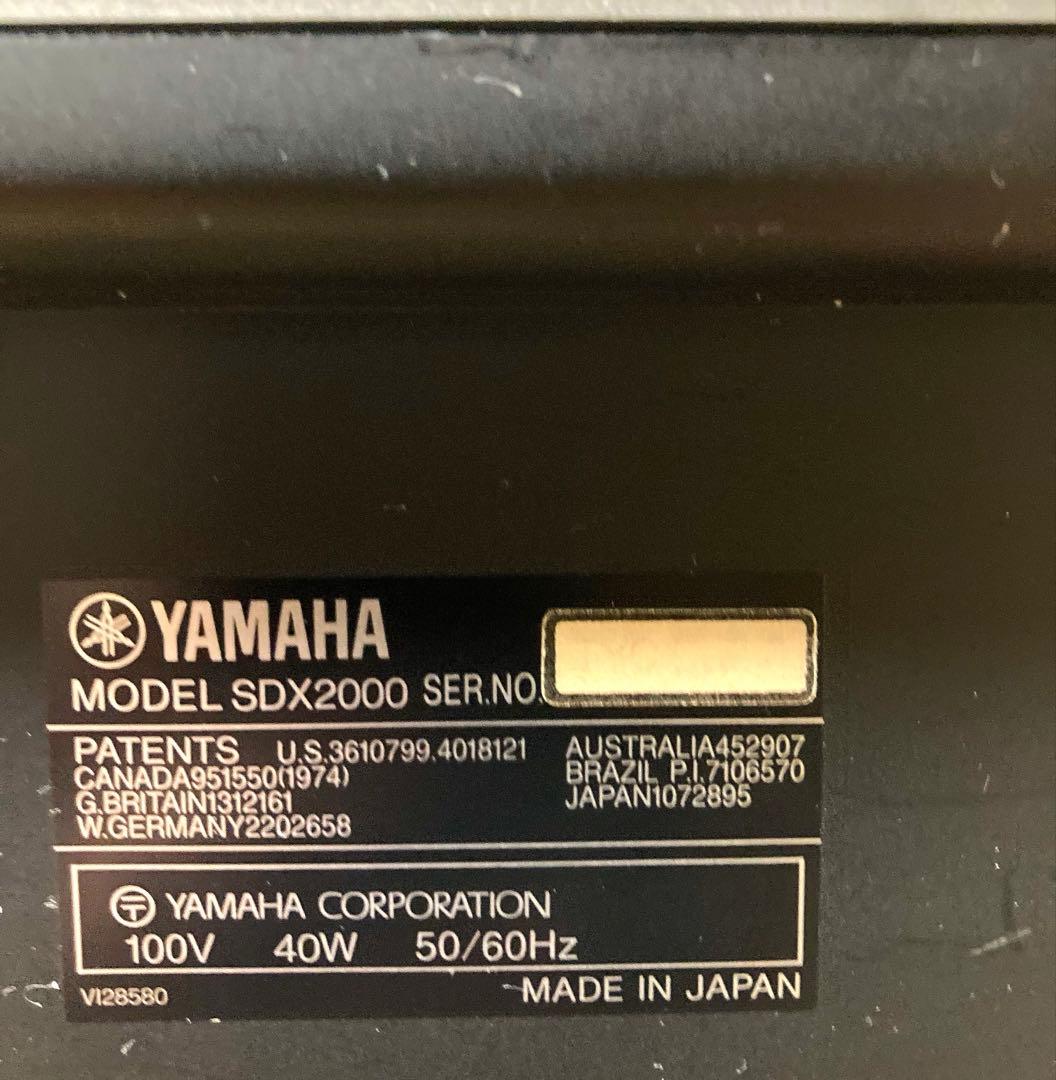 YAMAHA
MODEL SDX2000 SER.NO.
PATENTS U.S.3610799.4018121 AUSTRALIA452907
CANADA951550(1974) BRAZIL P.I.7106570
G.BRITAIN1312161 JAPAN1072895
W.GERMANY2202658
YAMAHA CORPORATION
100V 40W 50/60Hz
VI28580 MADE IN JAPAN